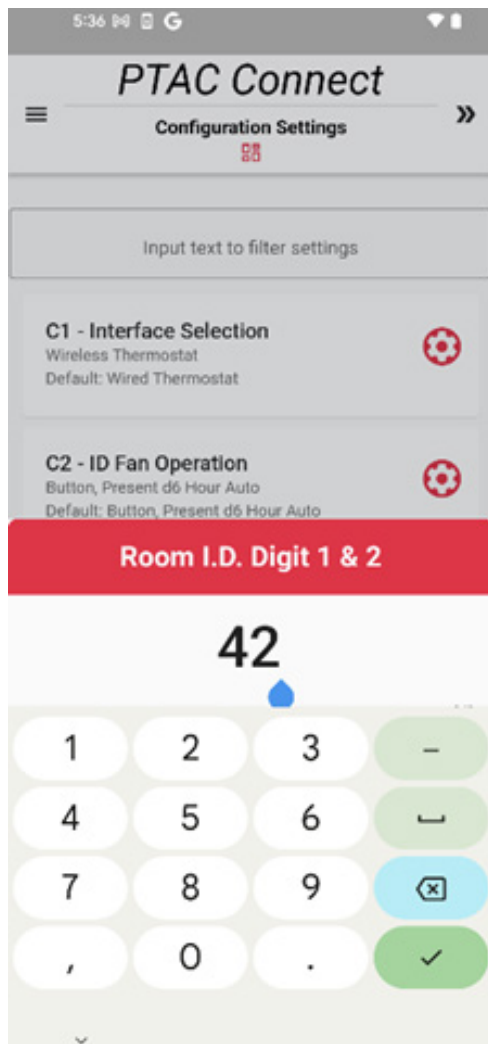 5:36 G
PTAC Connect
Configuration Settings
Input text to filter settings
C1 - Interface Selection
Wireless Thermostat
Default: Wired Thermostat
C2 - ID Fan Operation
Button, Present d6 Hour Auto
Default: Button, Present d6 Hour Auto
Room I.D. Digit 1 & 2
42
1 2 3 –
4 5 6
7 8 9
, 0 .